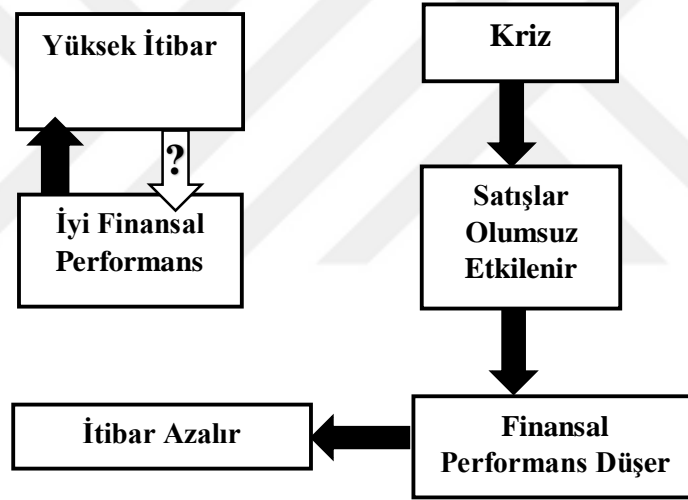 Yüksek İtibar
?
İyi Finansal
Performans
Kriz
Satışlar
Olumsuz
Etkilenir
Finansal
Performans Düşer
İtibar Azalır